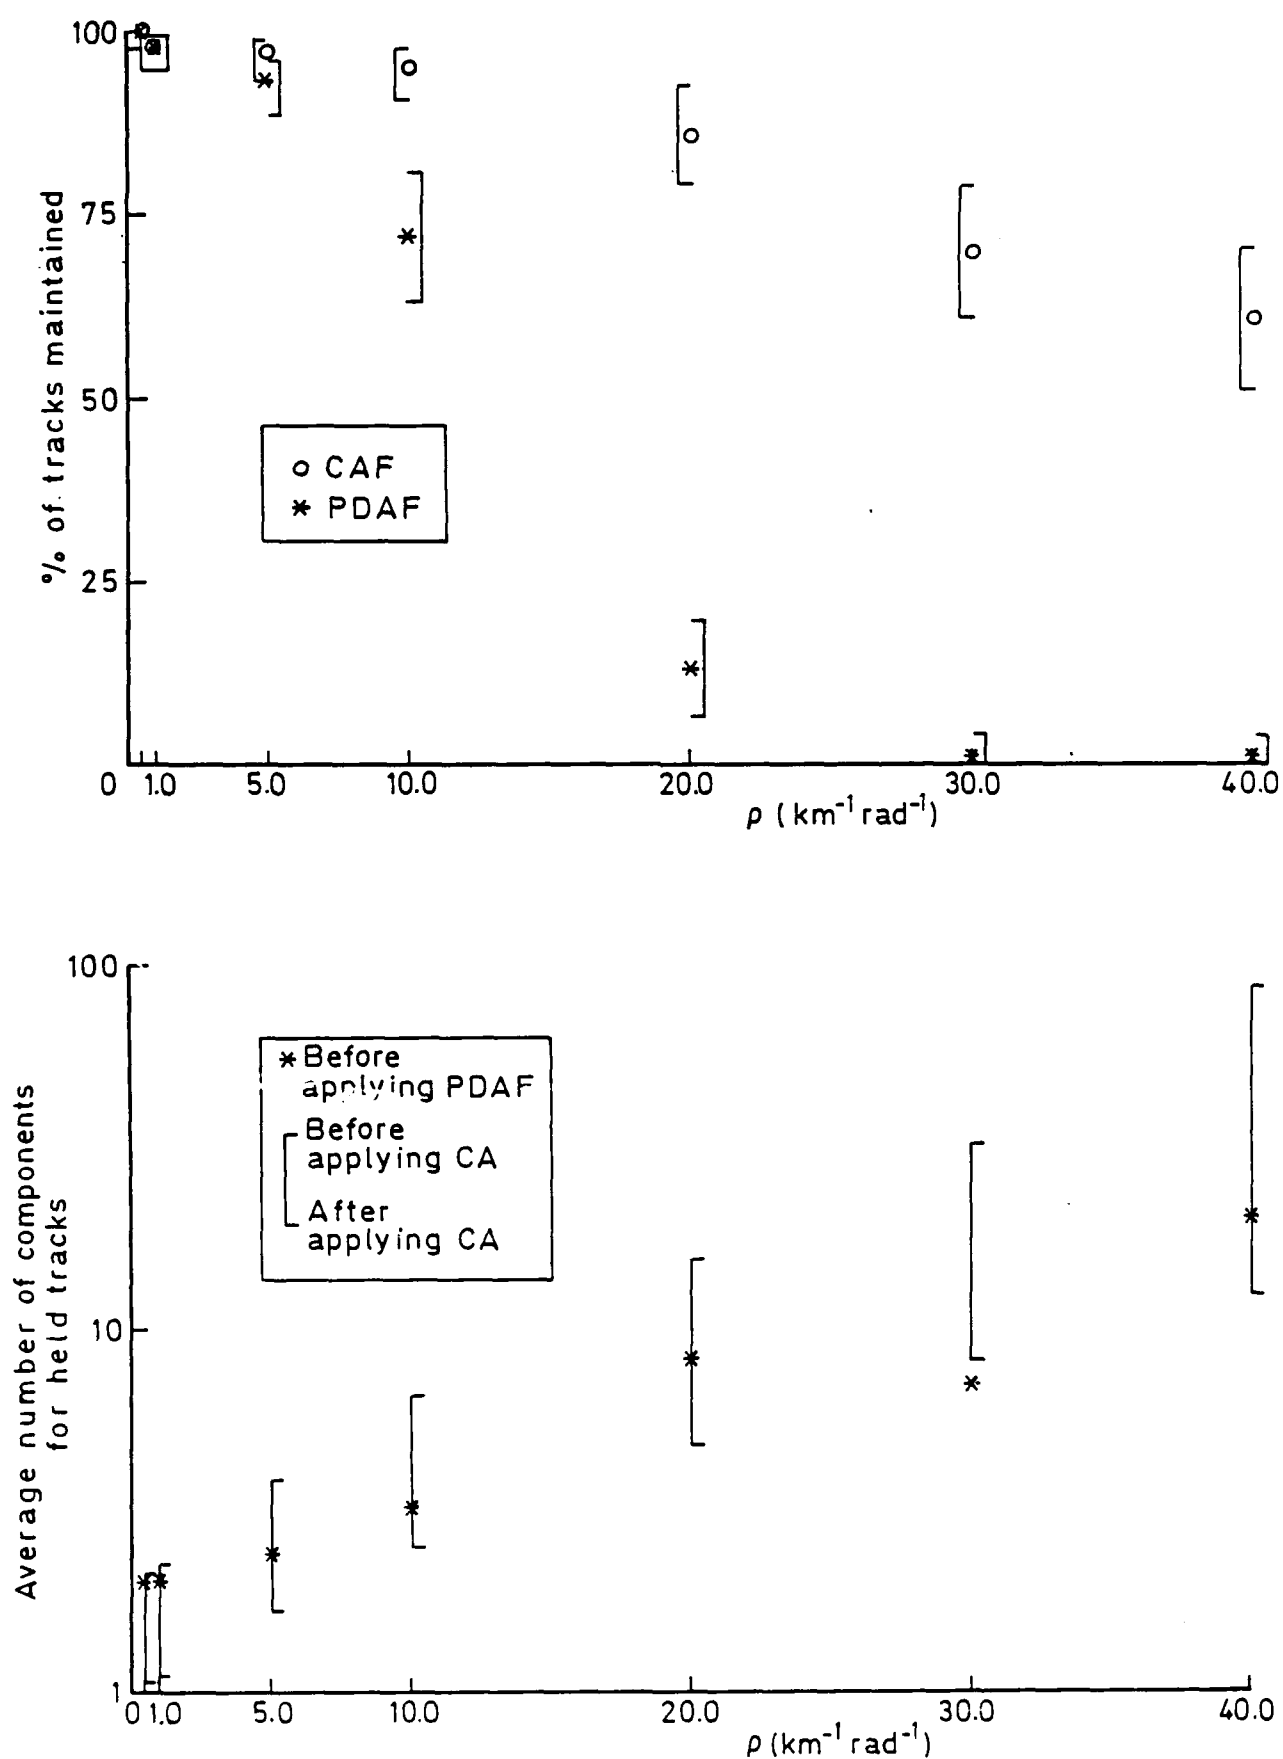 100
75
50
25
% of tracks maintained
CAF
PDAF
0 1.0 5.0 10.0 20.0 30.0 40.0
ρ (km⁻¹ rad⁻¹)
100
10
1
Average number of components
for held tracks
* Before
applying PDAF
Before
applying CA
After
applying CA
0 1.0 5.0 10.0 20.0 30.0 40.0
ρ (km⁻¹ rad⁻¹)